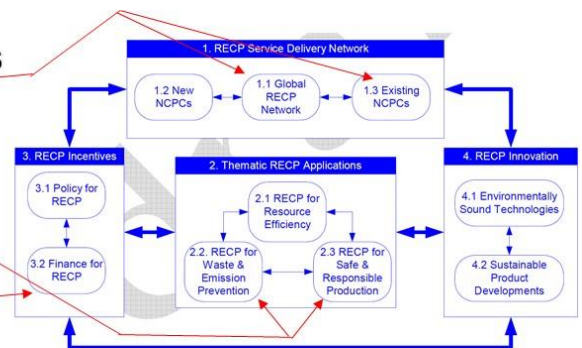 S
1. RECP Service Delivery Network
1.2 New
NCPCs
1.1 Global
RECP
Network
1.3 Existing
NCPCs
3. RECP Incentives
3.1 Policy for
RECP
3.2 Finance for
RECP
2. Thematic RECP Applications
2.1 RECP for
Resource
Efficiency
2.2. RECP for
Waste &
Emission
Prevention
2.3 RECP for
Safe &
Responsible
Production
4. RECP Innovation
4.1 Environmentally
Sound Technologies
4.2 Sustainable
Product
Developments